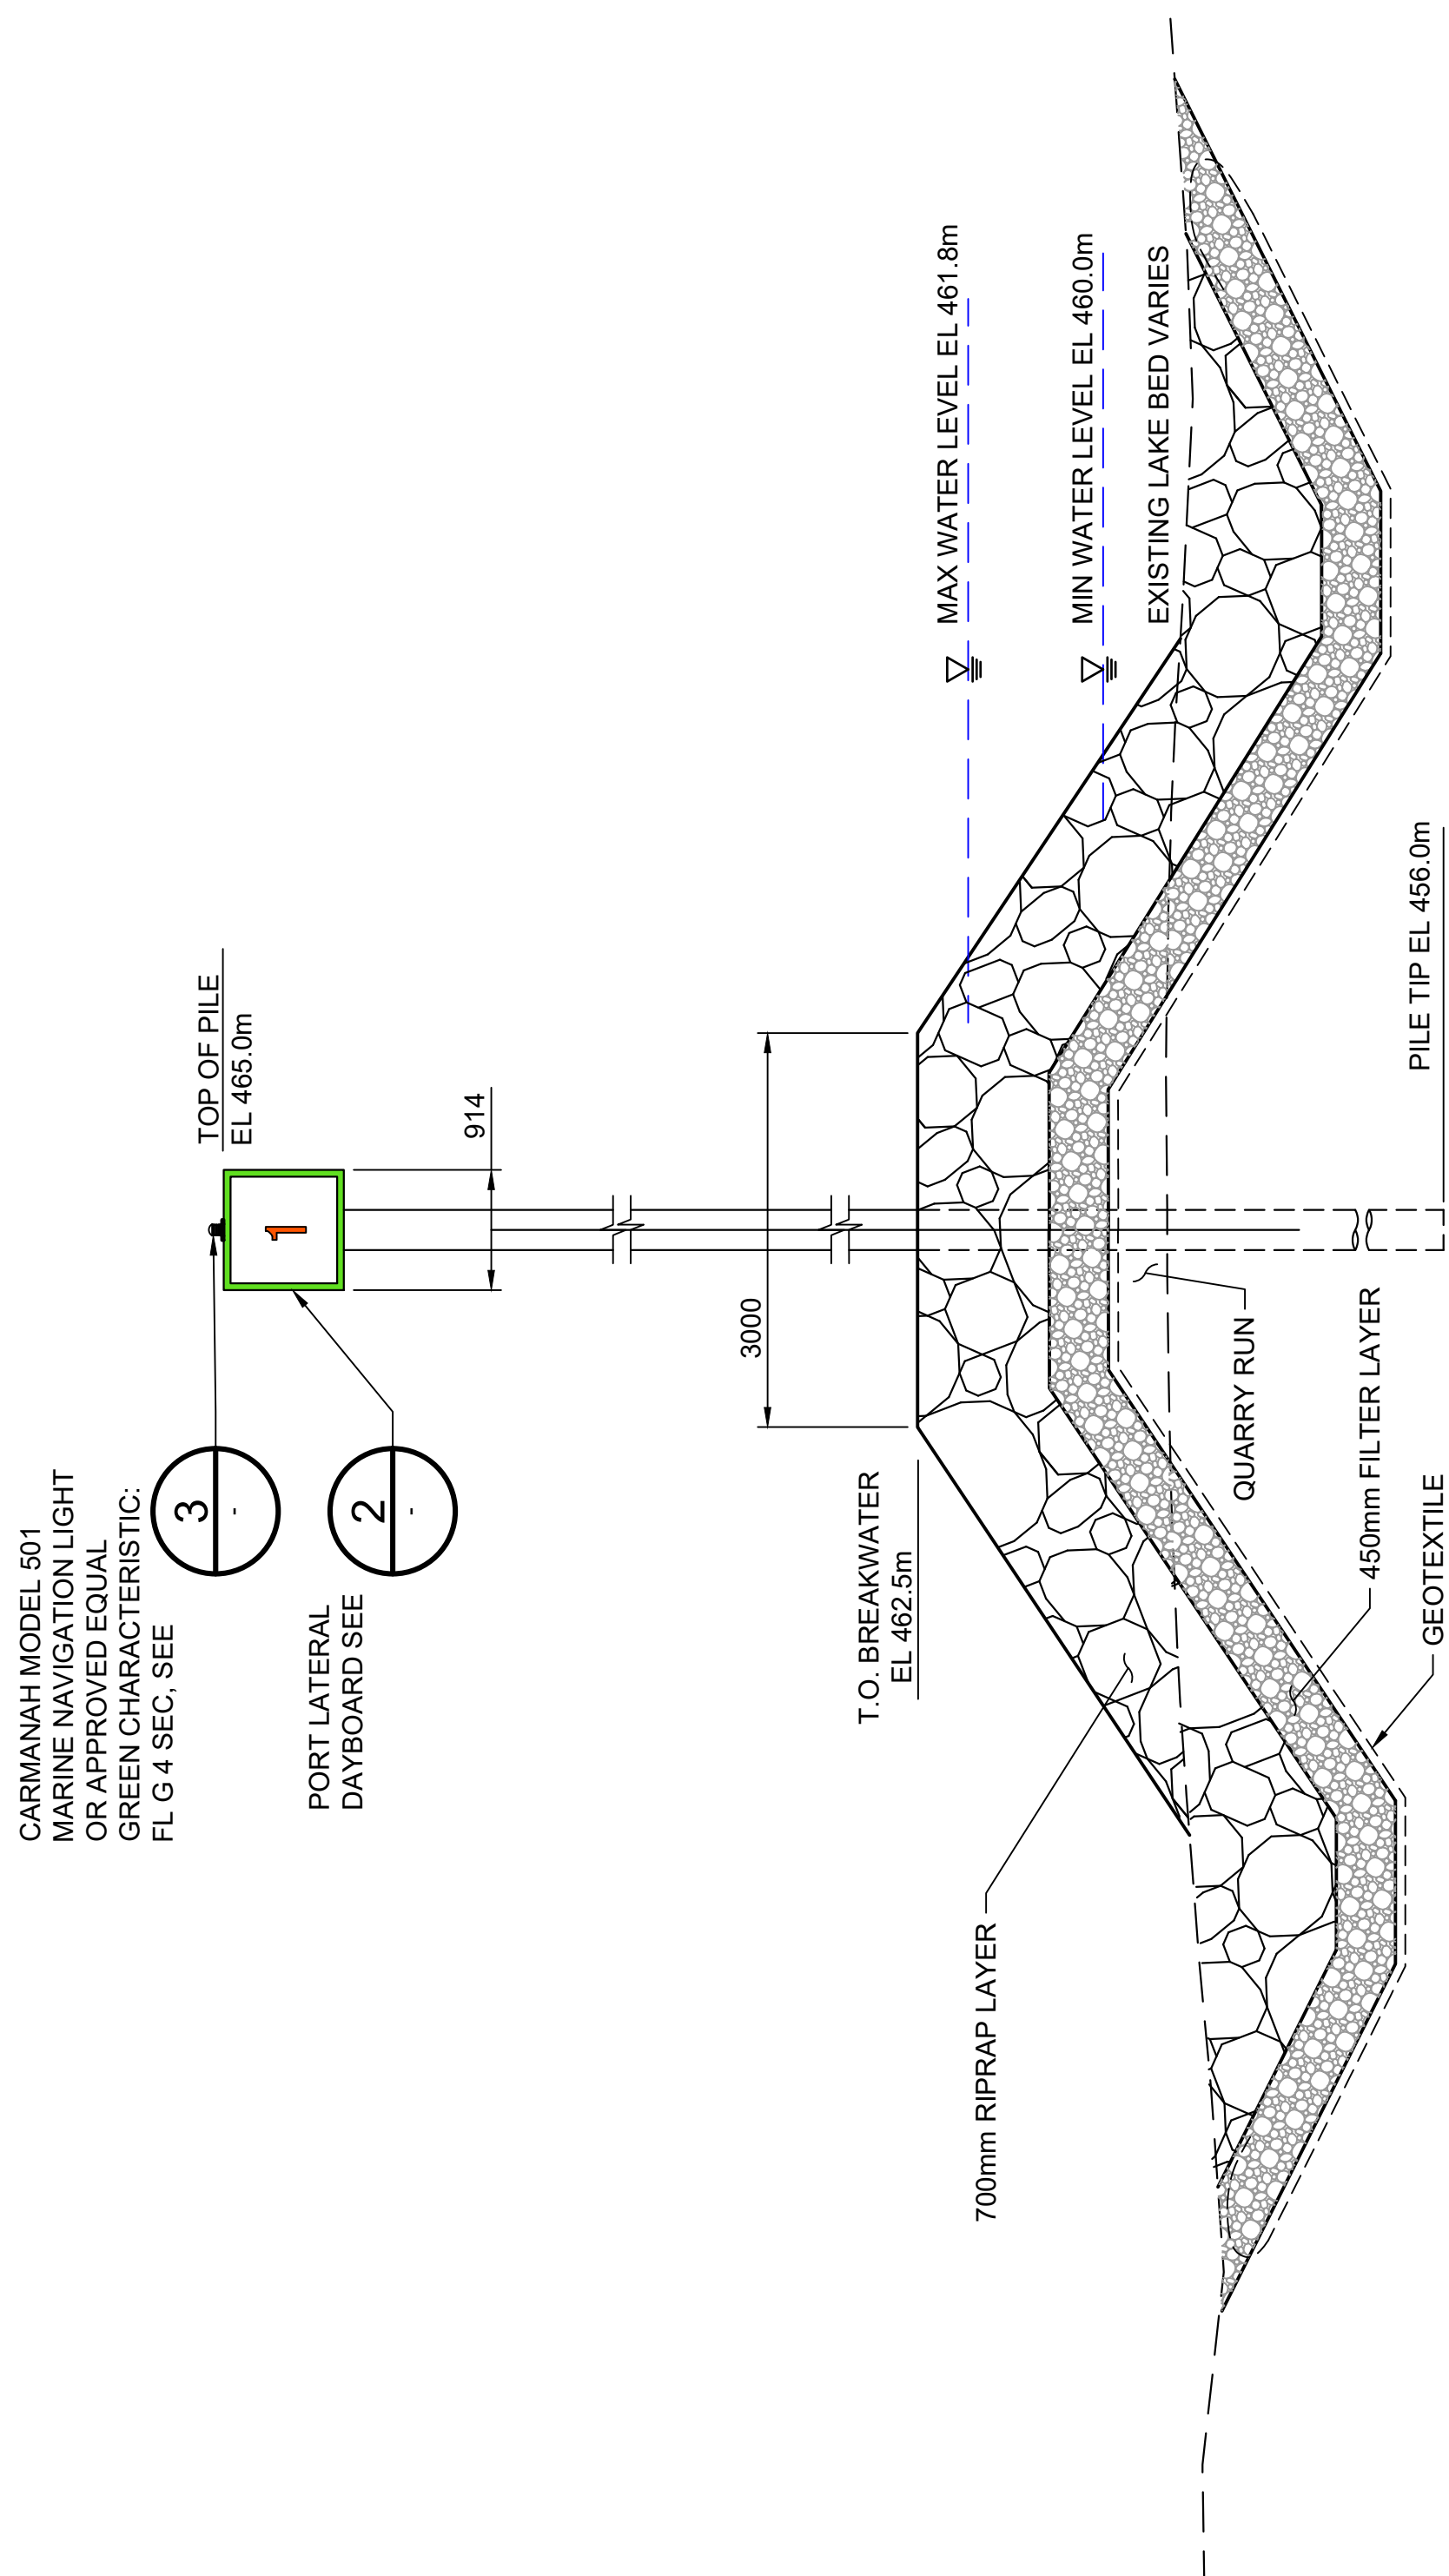 CARMANAH MODEL 501
MARINE NAVIGATION LIGHT
OR APPROVED EQUAL
GREEN CHARACTERISTIC:
FL G 4 SEC, SEE
3
-
PORT LATERAL
DAYBOARD SEE
2
-
1
TOP OF PILE
EL 465.0m
914
3000
T.O. BREAKWATER
EL 462.5m
MAX WATER LEVEL EL 461.8m
MIN WATER LEVEL EL 460.0m
EXISTING LAKE BED VARIES
700mm RIPRAP LAYER
QUARRY RUN
450mm FILTER LAYER
GEOTEXTILE
PILE TIP EL 456.0m